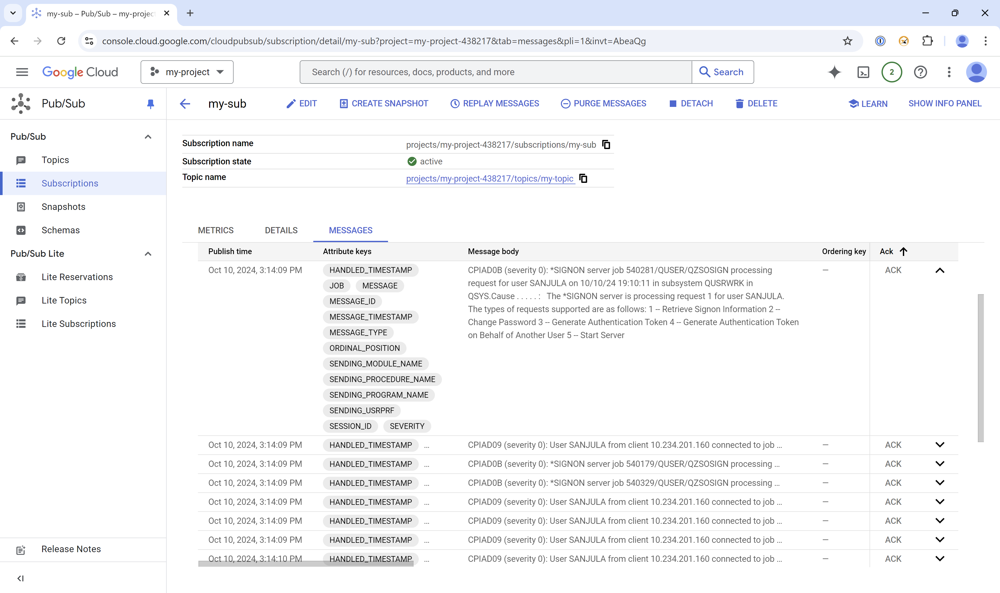 my-sub – Pub/Sub – my-project
console.cloud.google.com/cloudpubsub/subscription/detail/my-sub?project=my-project-438217&tab=messages&pli=1&invt=AbeaQg
Google Cloud
my-project
Search (/) for resources, docs, products, and more
Search
2
Pub/Sub
my-sub
EDIT
CREATE SNAPSHOT
REPLAY MESSAGES
PURGE MESSAGES
DETACH
DELETE
LEARN
SHOW INFO PANEL
Pub/Sub
Topics
Subscriptions
Snapshots
Schemas
Pub/Sub Lite
Lite Reservations
Lite Topics
Lite Subscriptions
Release Notes
Subscription name projects/my-project-438217/subscriptions/my-sub
Subscription state active
Topic name projects/my-project-438217/topics/my-topic
METRICS DETAILS MESSAGES
Publish time Attribute keys Message body Ordering key Ack
Oct 10, 2024, 3:14:09 PM
HANDLED_TIMESTAMP
JOB MESSAGE
MESSAGE_ID
MESSAGE_TIMESTAMP
MESSAGE_TYPE
ORDINAL_POSITION
SENDING_MODULE_NAME
SENDING_PROCEDURE_NAME
SENDING_PROGRAM_NAME
SENDING_USRPRF
SESSION_ID SEVERITY
CPIAD0B (severity 0): *SIGNON server job 540281/QUSER/QZSOSIGN processing
request for user SANJULA on 10/10/24 19:10:11 in subsystem QUSRWRK in
QSYS.Cause . . . . . : The *SIGNON server is processing request 1 for user SANJULA.
The types of requests supported are as follows: 1 -- Retrieve Signon Information 2 --
Change Password 3 -- Generate Authentication Token 4 -- Generate Authentication Token
on Behalf of Another User 5 -- Start Server
— ACK
Oct 10, 2024, 3:14:09 PM HANDLED_TIMESTAMP ... CPIAD09 (severity 0): User SANJULA from client 10.234.201.160 connected to job ... — ACK
Oct 10, 2024, 3:14:09 PM HANDLED_TIMESTAMP ... CPIAD0B (severity 0): *SIGNON server job 540179/QUSER/QZSOSIGN processing ... — ACK
Oct 10, 2024, 3:14:09 PM HANDLED_TIMESTAMP ... CPIAD0B (severity 0): *SIGNON server job 540329/QUSER/QZSOSIGN processing ... — ACK
Oct 10, 2024, 3:14:09 PM HANDLED_TIMESTAMP ... CPIAD09 (severity 0): User SANJULA from client 10.234.201.160 connected to job ... — ACK
Oct 10, 2024, 3:14:09 PM HANDLED_TIMESTAMP ... CPIAD09 (severity 0): User SANJULA from client 10.234.201.160 connected to job ... — ACK
Oct 10, 2024, 3:14:09 PM HANDLED_TIMESTAMP ... CPIAD09 (severity 0): User SANJULA from client 10.234.201.160 connected to job ... — ACK
Oct 10, 2024, 3:14:10 PM HANDLED_TIMESTAMP ... CPIAD09 (severity 0): User SANJULA from client 10.234.201.160 connected to job ... — ACK